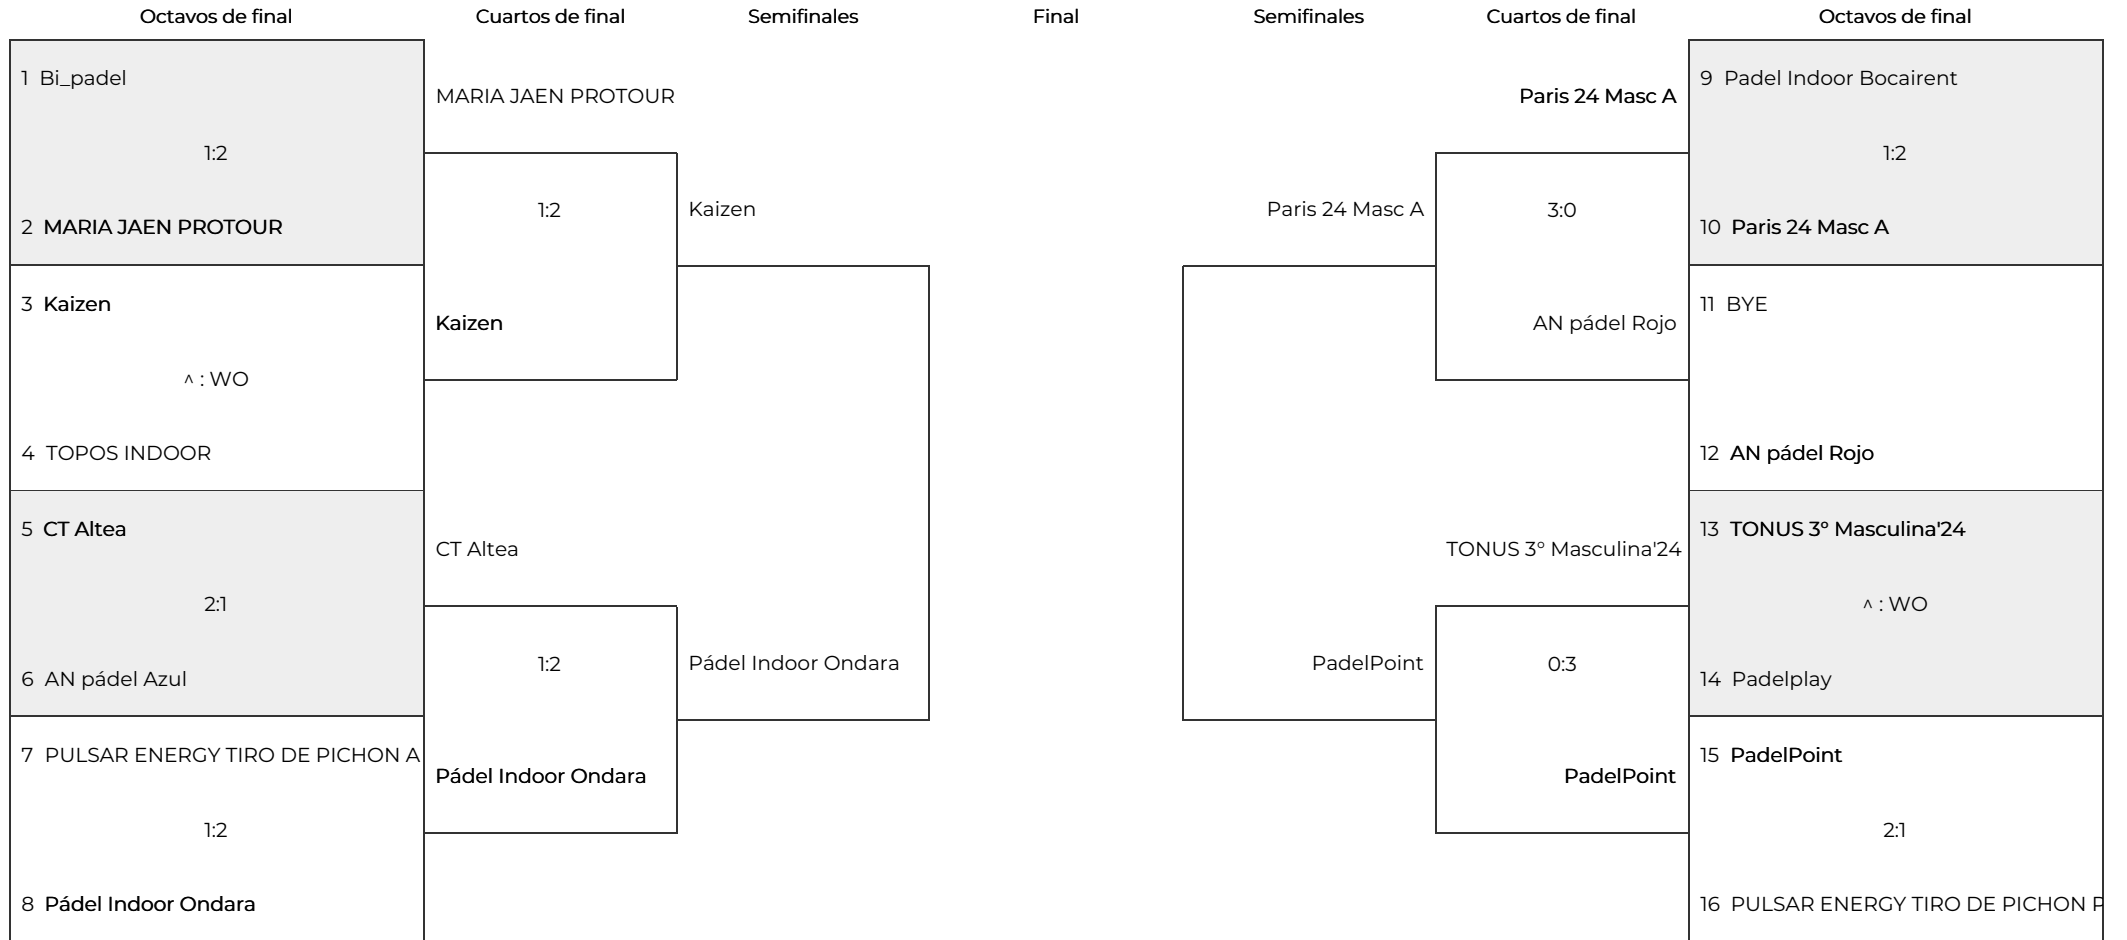 Octavos de final
Cuartos de final
Semifinales
Final
Semifinales
Cuartos de final
Octavos de final
1 Bi_padel
1:2
2 MARIA JAEN PROTOUR
3 Kaizen
^ : WO
4 TOPOS INDOOR
5 CT Altea
2:1
6 AN pádel Azul
7 PULSAR ENERGY TIRO DE PICHON A
1:2
8 Pádel Indoor Ondara
MARIA JAEN PROTOUR
1:2
Kaizen
CT Altea
1:2
Pádel Indoor Ondara
Kaizen
Pádel Indoor Ondara
Paris 24 Masc A
PadelPoint
Paris 24 Masc A
3:0
AN pádel Rojo
TONUS 3º Masculina'24
0:3
PadelPoint
9 Padel Indoor Bocairent
1:2
10 Paris 24 Masc A
11 BYE
12 AN pádel Rojo
13 TONUS 3º Masculina'24
^ : WO
14 Padelplay
15 PadelPoint
2:1
16 PULSAR ENERGY TIRO DE PICHON